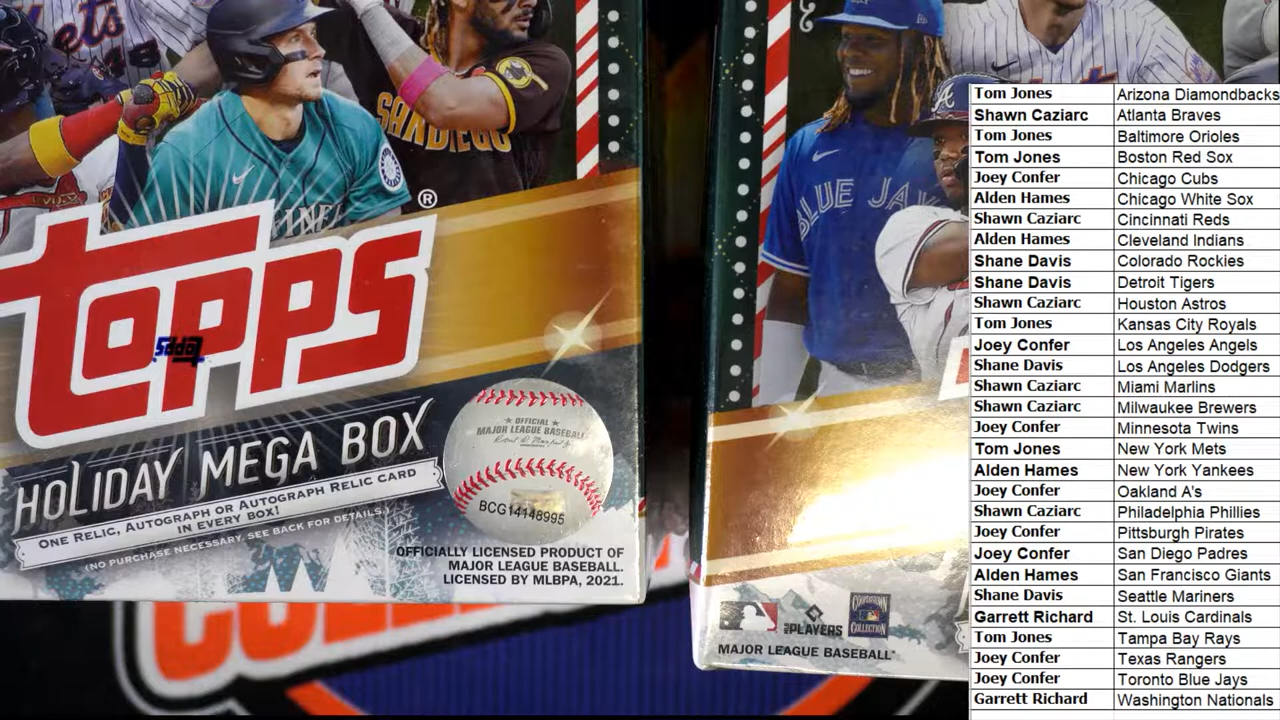 Mets
45
SAN DIEGO
BLUE JAY
®
topps
Topps
HOLIDAY MEGA BOX
ONE RELIC, AUTOGRAPH OR AUTOGRAPH RELIC CARD
IN EVERY BOX!
(NO PURCHASE NECESSARY. SEE BACK FOR DETAILS.)
★ OFFICIAL ★
MAJOR LEAGUE BASEBALL
BCG14148995
OFFICIALLY LICENSED PRODUCT OF
MAJOR LEAGUE BASEBALL.
LICENSED BY MLBPA, 2021.
PLAYERS
COOPERSTOWN
COLLECTION
MAJOR LEAGUE BASEBALL
Tom Jones Arizona Diamondbacks
Shawn Caziarc Atlanta Braves
Tom Jones Baltimore Orioles
Tom Jones Boston Red Sox
Joey Confer Chicago Cubs
Alden Hames Chicago White Sox
Shawn Caziarc Cincinnati Reds
Alden Hames Cleveland Indians
Shane Davis Colorado Rockies
Shane Davis Detroit Tigers
Shawn Caziarc Houston Astros
Tom Jones Kansas City Royals
Joey Confer Los Angeles Angels
Shane Davis Los Angeles Dodgers
Shawn Caziarc Miami Marlins
Shawn Caziarc Milwaukee Brewers
Joey Confer Minnesota Twins
Tom Jones New York Mets
Alden Hames New York Yankees
Joey Confer Oakland A's
Shawn Caziarc Philadelphia Phillies
Joey Confer Pittsburgh Pirates
Joey Confer San Diego Padres
Alden Hames San Francisco Giants
Shane Davis Seattle Mariners
Garrett Richard St. Louis Cardinals
Tom Jones Tampa Bay Rays
Joey Confer Texas Rangers
Joey Confer Toronto Blue Jays
Garrett Richard Washington Nationals